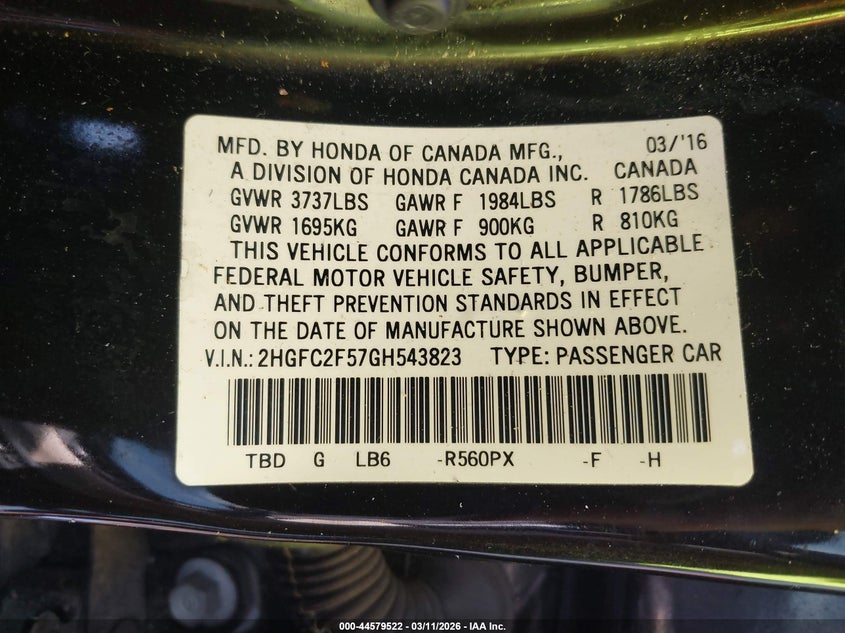 MFD. BY HONDA OF CANADA MFG., 03/'16
A DIVISION OF HONDA CANADA INC. CANADA
GVWR 3737LBS GAWR F 1984LBS R 1786LBS
GVWR 1695KG GAWR F 900KG R 810KG
THIS VEHICLE CONFORMS TO ALL APPLICABLE
FEDERAL MOTOR VEHICLE SAFETY, BUMPER,
AND THEFT PREVENTION STANDARDS IN EFFECT
ON THE DATE OF MANUFACTURE SHOWN ABOVE.
V.I.N.: 2HGFC2F57GH543823 TYPE: PASSENGER CAR
TBD G LB6 -R560PX -F -H
000-44579522 - 03/11/2026 - IAA Inc.